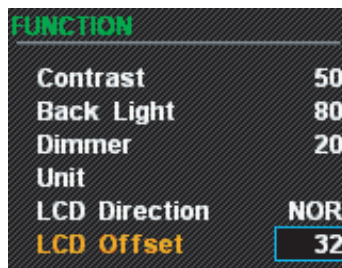 FUNCTION
Contrast 50
Back Light 80
Dimmer 20
Unit
LCD Direction NOR
LCD Offset 32